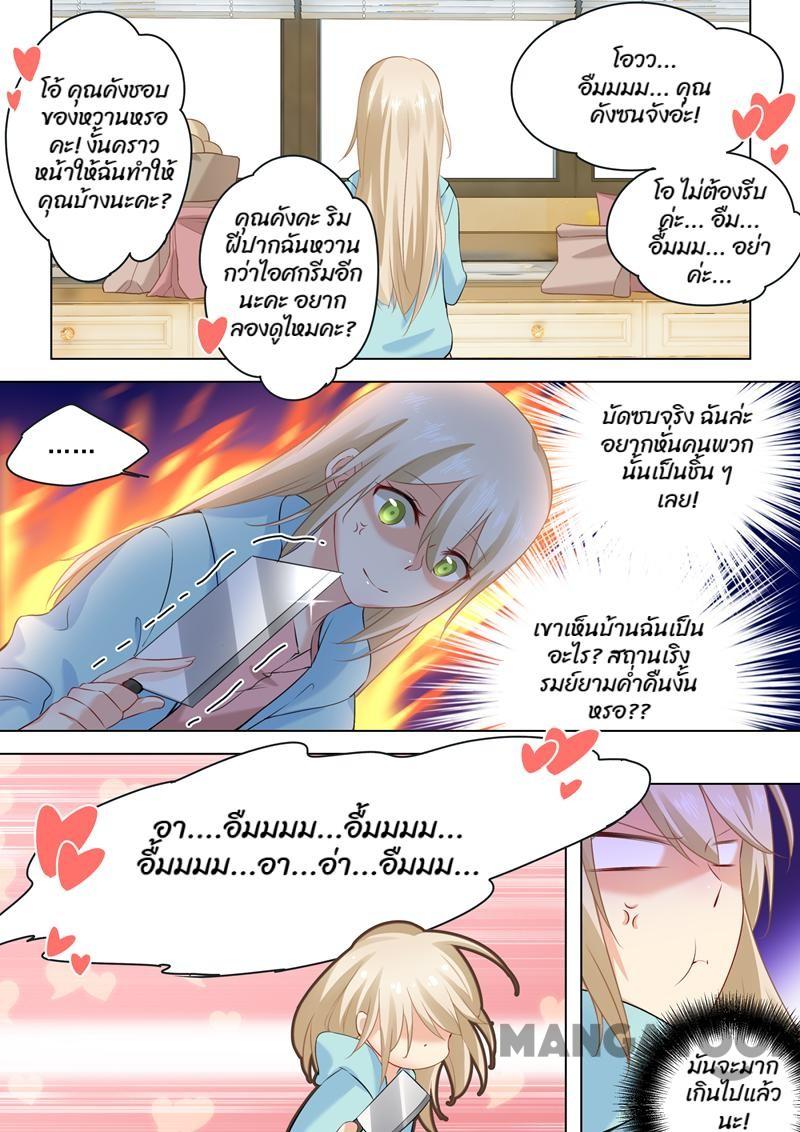 โอ้ คุณคังชอบ
ของหวานหรอ
คะ! งั้นคราว
หน้าให้ฉันทำให้
คุณบ้างนะคะ?
คุณคังคะ ริม
ฝีปากฉันหวาน
กว่าไอศกรีมอีก
นะคะ อยาก
ลองดูไหมคะ?
โอวว...
อืมมมม... คุณ
คังซนจังอ่ะ!
โอ ไม่ต้องรีบ
ค่ะ... อืม...
อื้มมม... อย่า
ค่ะ...
......
บัดซบจริง ฉันล่ะ
อยากหั่นคนพวก
นั้นเป็นชิ้น ๆ
เลย!
เขาเห็นบ้านฉันเป็น
อะไร? สถานเริง
รมย์ยามค่ำคืนงั้น
หรอ??
อา....อืมมมม...อื้มมมม...
อื้มมมม...อา...อ่า...อืมมม...
มันจะมาก
เกินไปแล้ว
นะ!